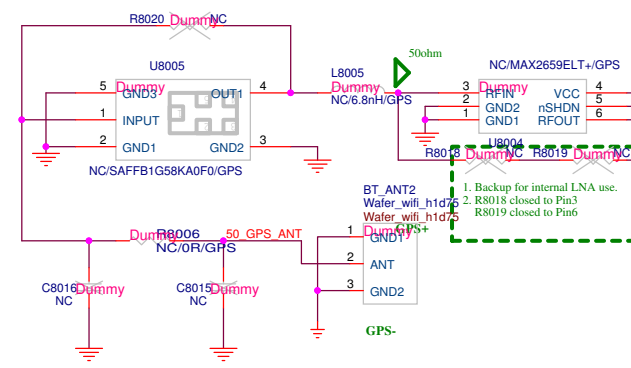 R8020 Dummy NC
U8005
5 Dummy GND3 OUT1 4
1 INPUT
2 GND1 GND2 3
NC/SAFFB1G58KA0F0/GPS
50ohm
L8005
Dummy
NC/6.8nH/GPS
NC/MAX2659ELT+/GPS
3 Dummy RFIN VCC 4
2 GND2 nSHDN 5
1 GND1 RFOUT 6
U8004
R8018 Dummy NC R8019 Dummy NC
1. Backup for internal LNA use.
2. R8018 closed to Pin3
R8019 closed to Pin6
BT_ANT2
Wafer_wifi_h1d75
Wafer_wifi_h1d75
1 Dummy GND1 GPS+
2 ANT
3 GND2
GPS-
Dummy R8006 50_GPS_ANT
NC/0R/GPS
C8016 Dummy
NC
C8015 Dummy
NC